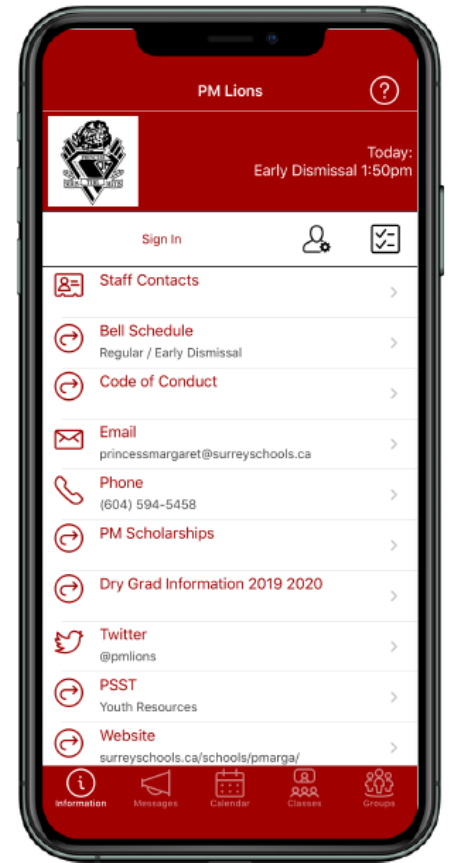 PM Lions
?
Today:
Early Dismissal 1:50pm
Sign In
Staff Contacts
Bell Schedule
Regular / Early Dismissal
Code of Conduct
Email
princessmargaret@surreyschools.ca
Phone
(604) 594-5458
PM Scholarships
Dry Grad Information 2019 2020
Twitter
@pmlions
PSST
Youth Resources
Website
surreyschools.ca/schools/pmarga/
Information
Messages
Calendar
Classes
Groups